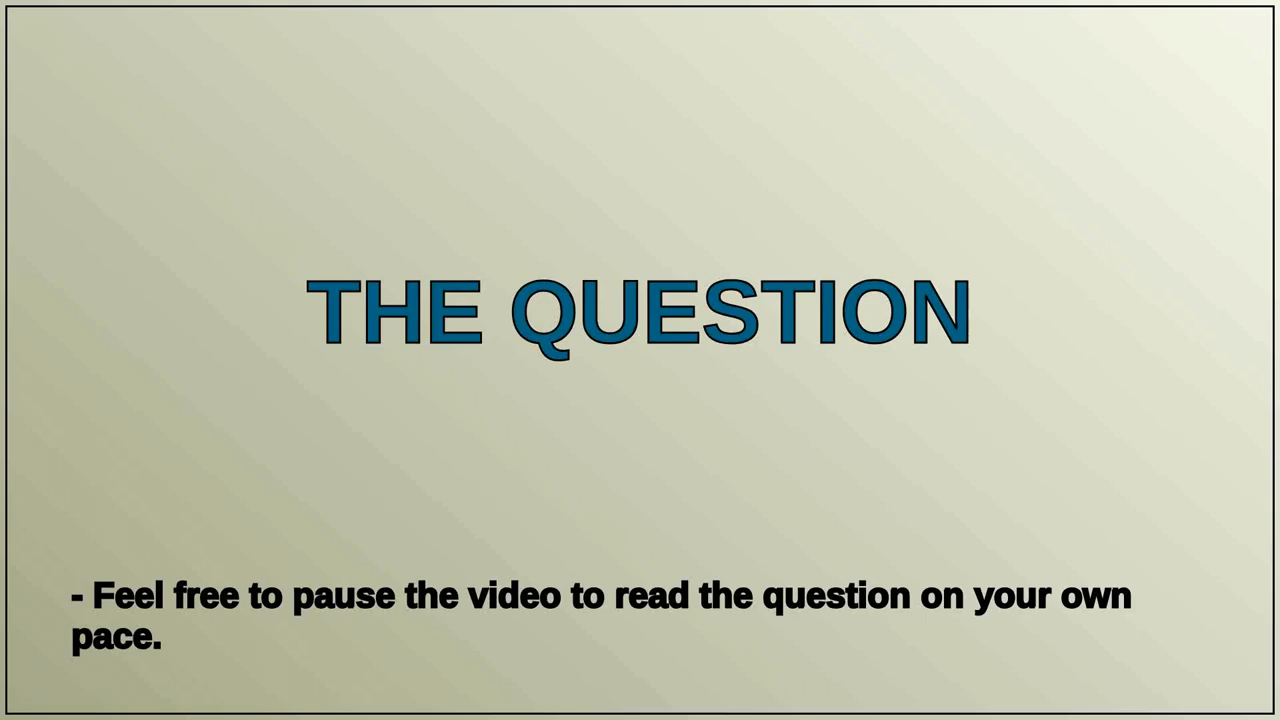 THE QUESTION
- Feel free to pause the video to read the question on your own
pace.